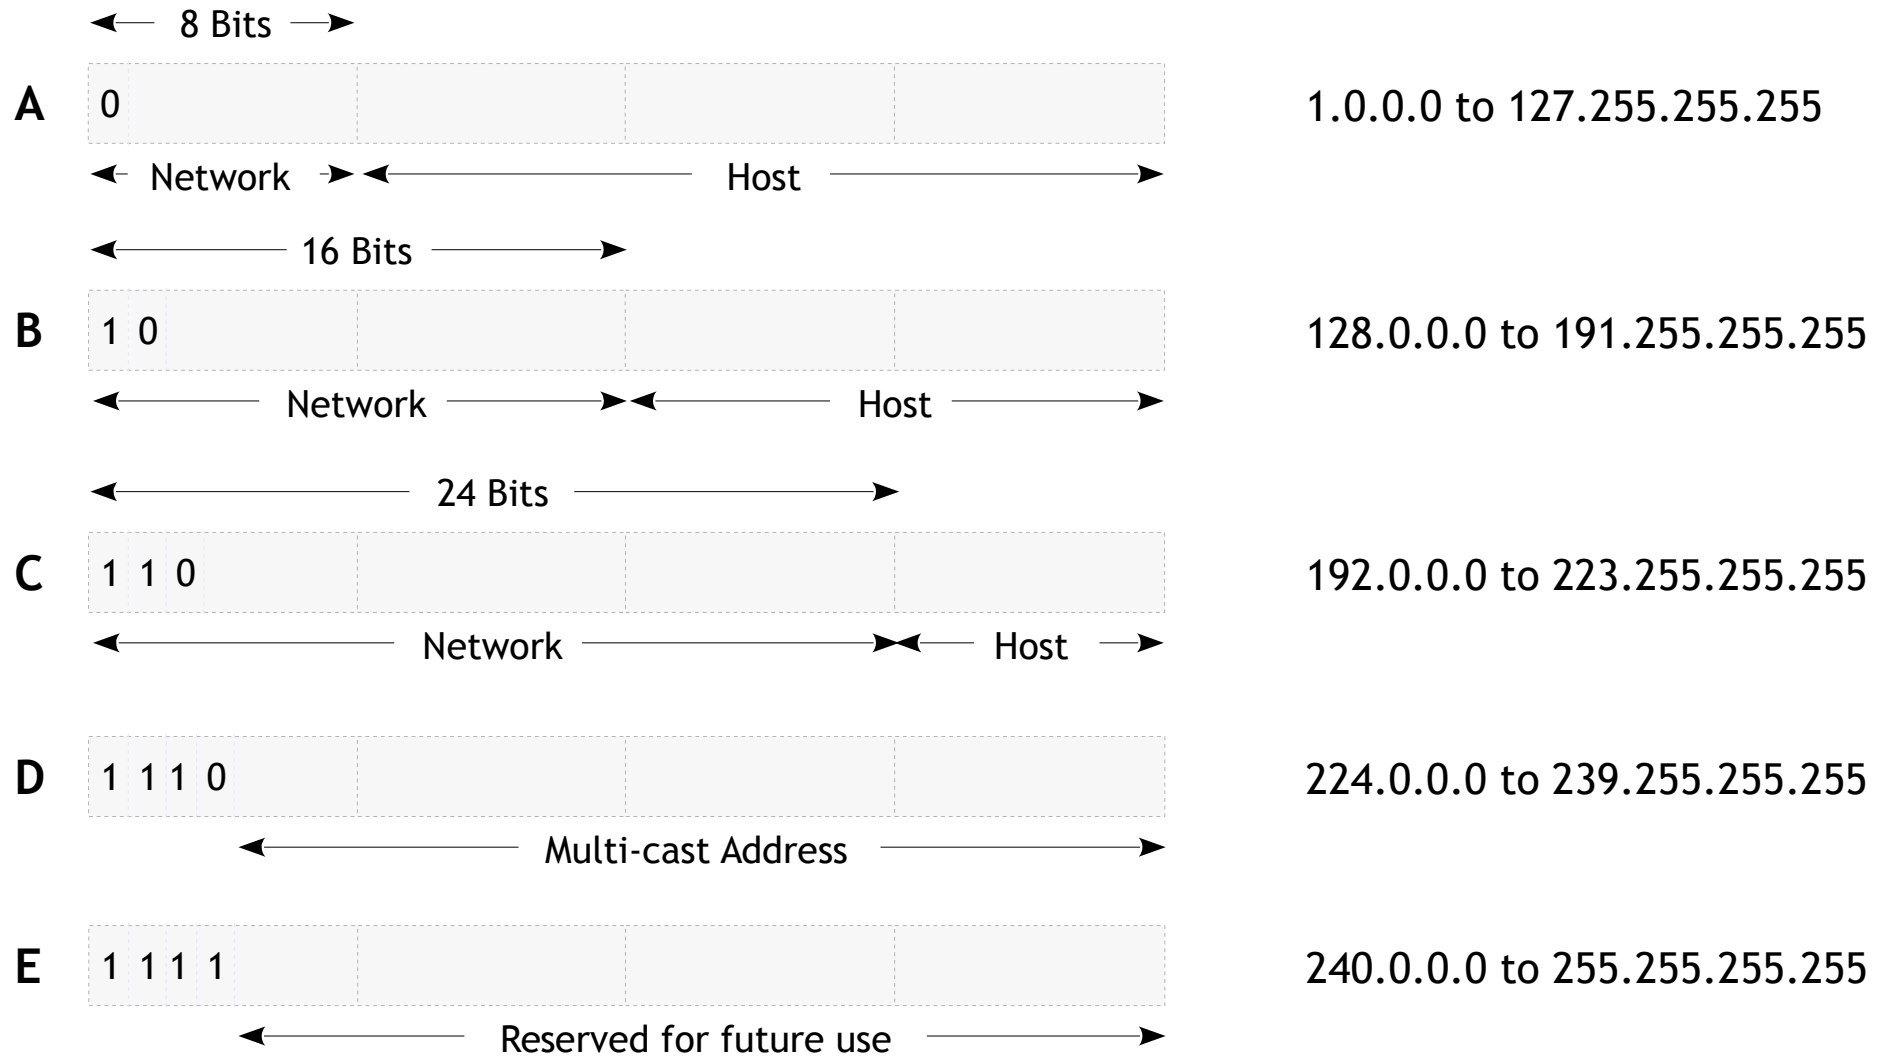 8 Bits
A 0 1.0.0.0 to 127.255.255.255
Network Host
16 Bits
B 1 0 128.0.0.0 to 191.255.255.255
Network Host
24 Bits
C 1 1 0 192.0.0.0 to 223.255.255.255
Network Host
D 1 1 1 0 224.0.0.0 to 239.255.255.255
Multi-cast Address
E 1 1 1 1 240.0.0.0 to 255.255.255.255
Reserved for future use